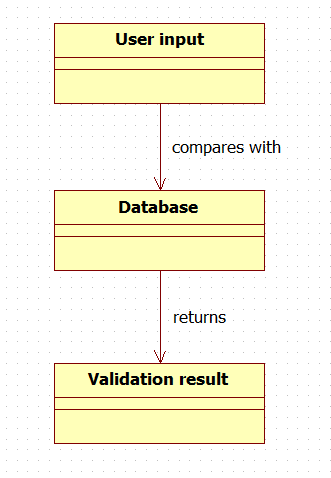 User input
compares with
Database
returns
Validation result